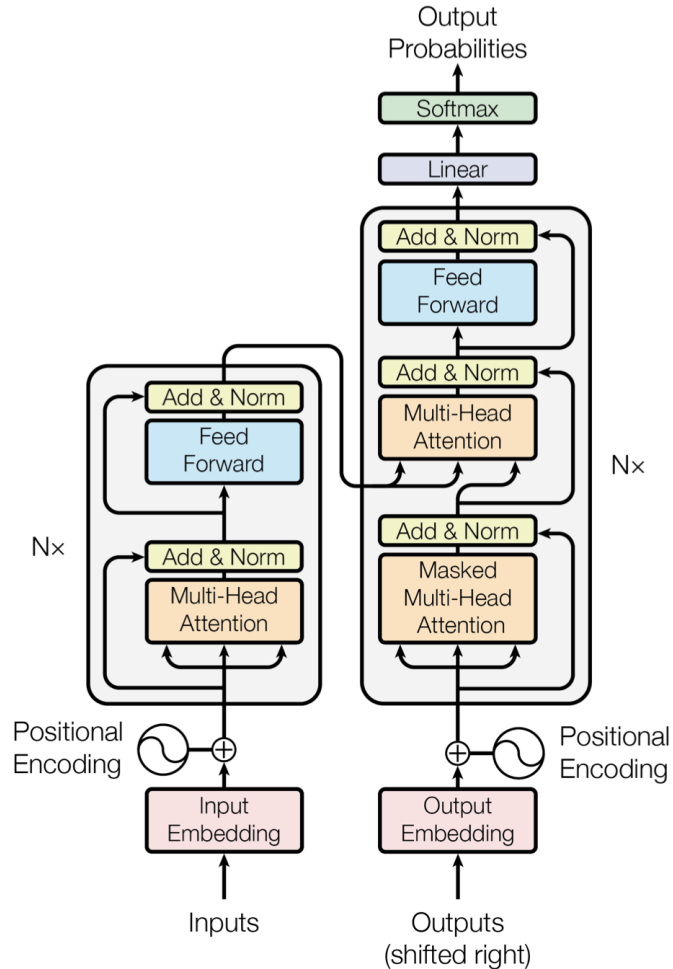 Output
Probabilities
Softmax
Linear
Add & Norm
Feed
Forward
Add & Norm
Multi-Head
Attention
Add & Norm
Masked
Multi-Head
Attention
Nx
Add & Norm
Feed
Forward
Add & Norm
Multi-Head
Attention
Nx
Positional
Encoding
Positional
Encoding
Input
Embedding
Output
Embedding
Inputs
Outputs
(shifted right)